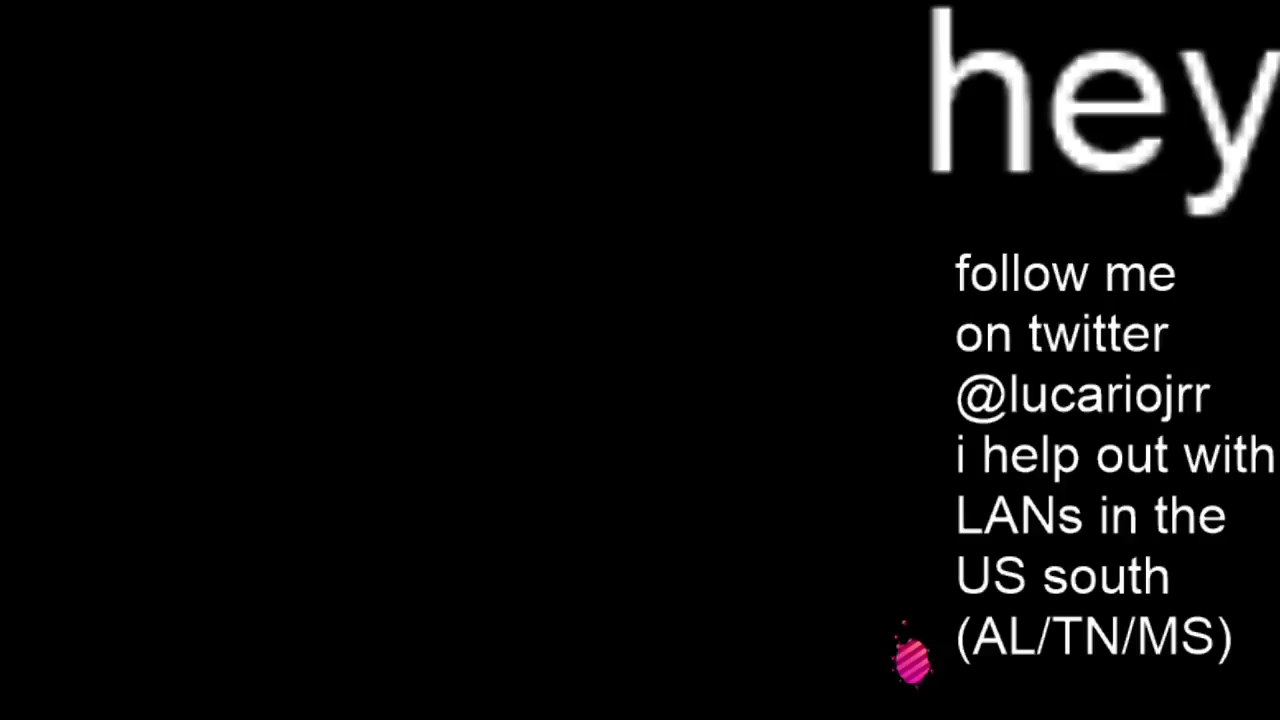 hey
follow me
on twitter
@lucariojrr
i help out with
LANs in the
US south
(AL/TN/MS)